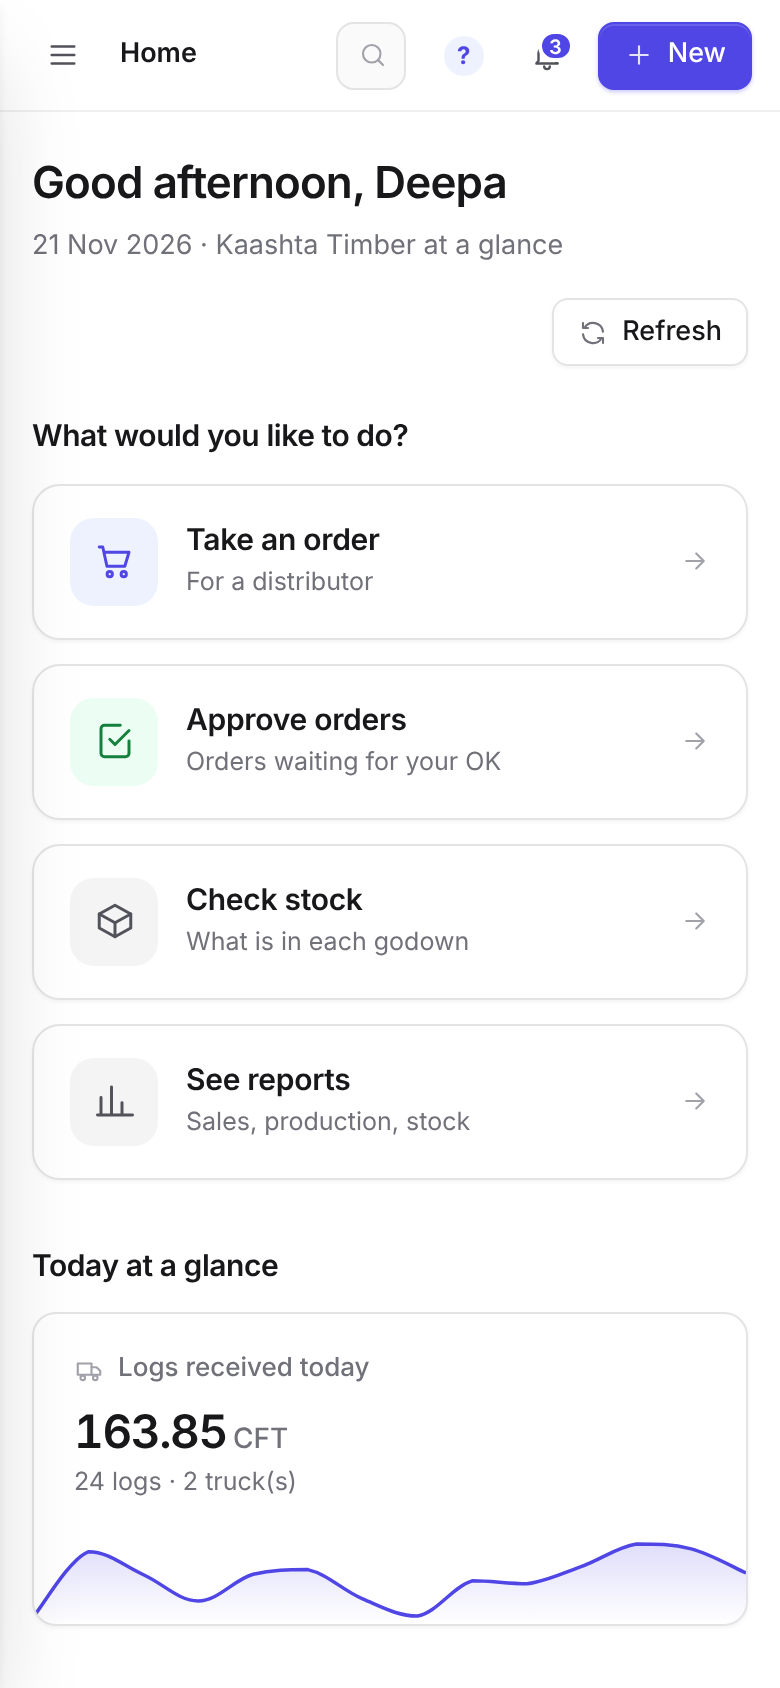 Home
?
3
New
Good afternoon, Deepa
21 Nov 2026 · Kaashta Timber at a glance
Refresh
What would you like to do?
Take an order
For a distributor
Approve orders
Orders waiting for your OK
Check stock
What is in each godown
See reports
Sales, production, stock
Today at a glance
Logs received today
163.85 CFT
24 logs · 2 truck(s)